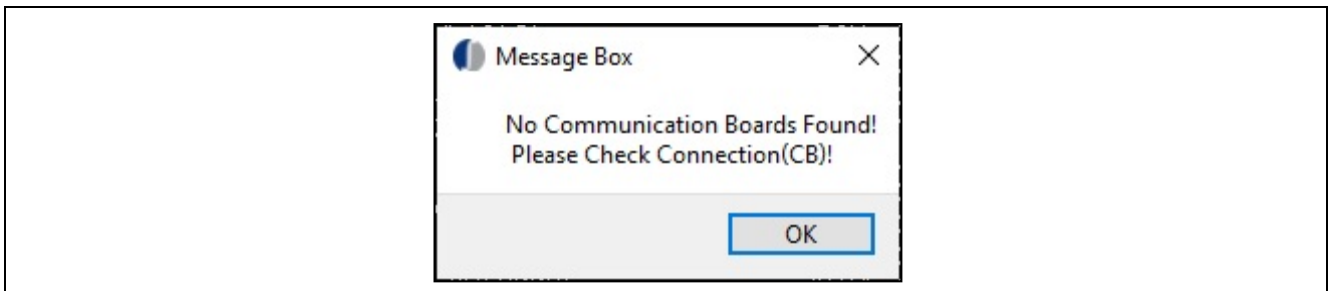 Message Box
No Communication Boards Found!
Please Check Connection(CB)!
OK